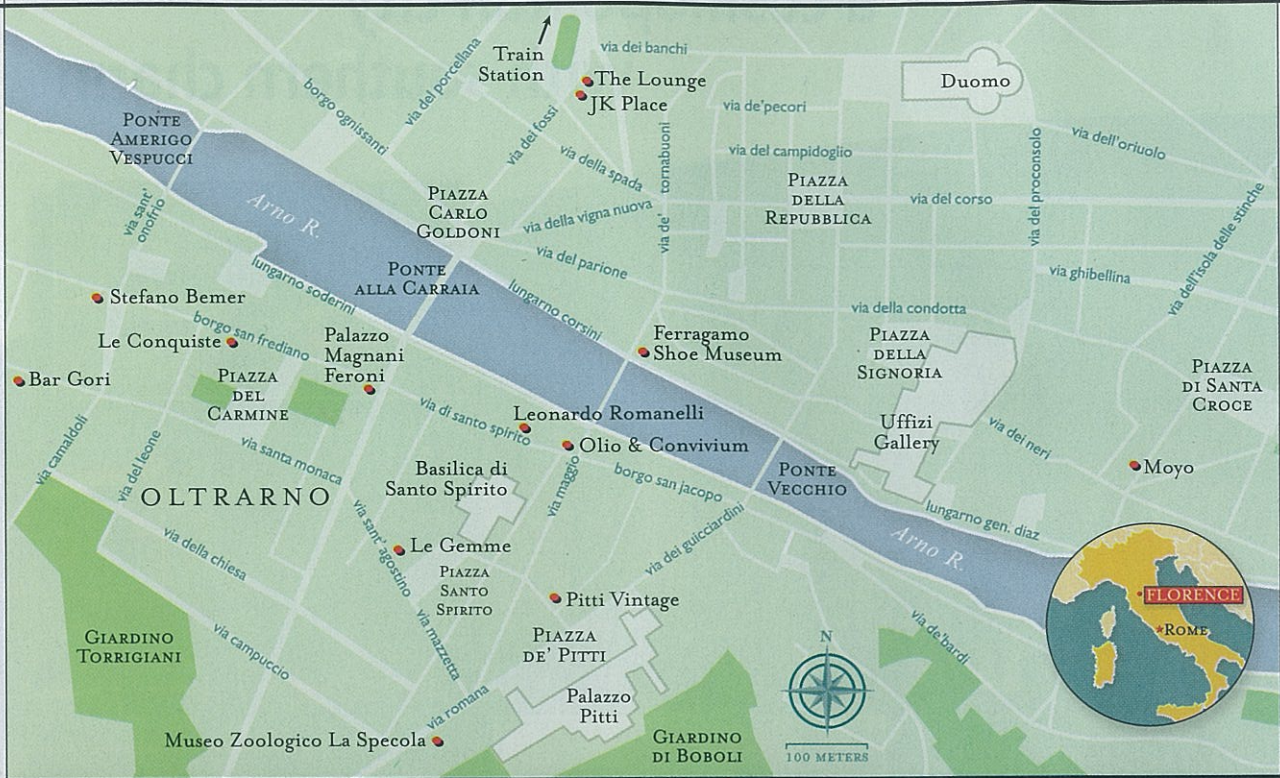 Train
Station
via dei banchi
The Lounge
JK Place
Duomo
via del porcellana
borgo ognissanti
via dei fossi
via de'pecori
PONTE
AMERIGO
VESPUCCI
via della spada
via de' tornabuoni
via del campidoglio
via del proconsolo
via dell'oriuolo
PIAZZA
CARLO
GOLDONI
PIAZZA
DELLA
REPUBBLICA
via del corso
via sant'
onofrio
Arno R.
via della vigna nuova
via del parione
via dell'isola delle stinche
via ghibellina
PONTE
ALLA CARRAIA
lungarno soderini
lungarno corsini
Stefano Bemer
via della condotta
borgo san frediano
Le Conquiste
Palazzo
Magnani
Feroni
Ferragamo
Shoe Museum
PIAZZA
DELLA
SIGNORIA
PIAZZA
DI SANTA
CROCE
Bar Gori
PIAZZA
DEL
CARMINE
via di santo spirito
Leonardo Romanelli
Olio & Convivium
Uffizi
Gallery
via dei neri
via camaldoli
via del leone
via santa monaca
Basilica di
Santo Spirito
via maggio
borgo san jacopo
PONTE
VECCHIO
Moyo
OLTRARNO
lungarno gen. diaz
via della chiesa
via sant' agostino
Le Gemme
via dei guicciardini
Arno R.
PIAZZA
SANTO
SPIRITO
Pitti Vintage
FLORENCE
ROME
GIARDINO
TORRIGIANI
via campuccio
via mazzetta
PIAZZA
DE' PITTI
via de'bardi
N
Palazzo
Pitti
via romana
Museo Zoologico La Specola
GIARDINO
DI BOBOLI
100 METERS